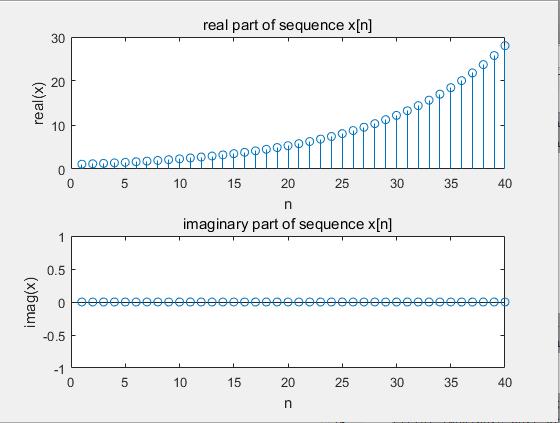 real part of sequence x[n]
30
20
10
0
real(x)
0 5 10 15 20 25 30 35 40
n
imaginary part of sequence x[n]
1
0.5
0
-0.5
-1
imag(x)
0 5 10 15 20 25 30 35 40
n